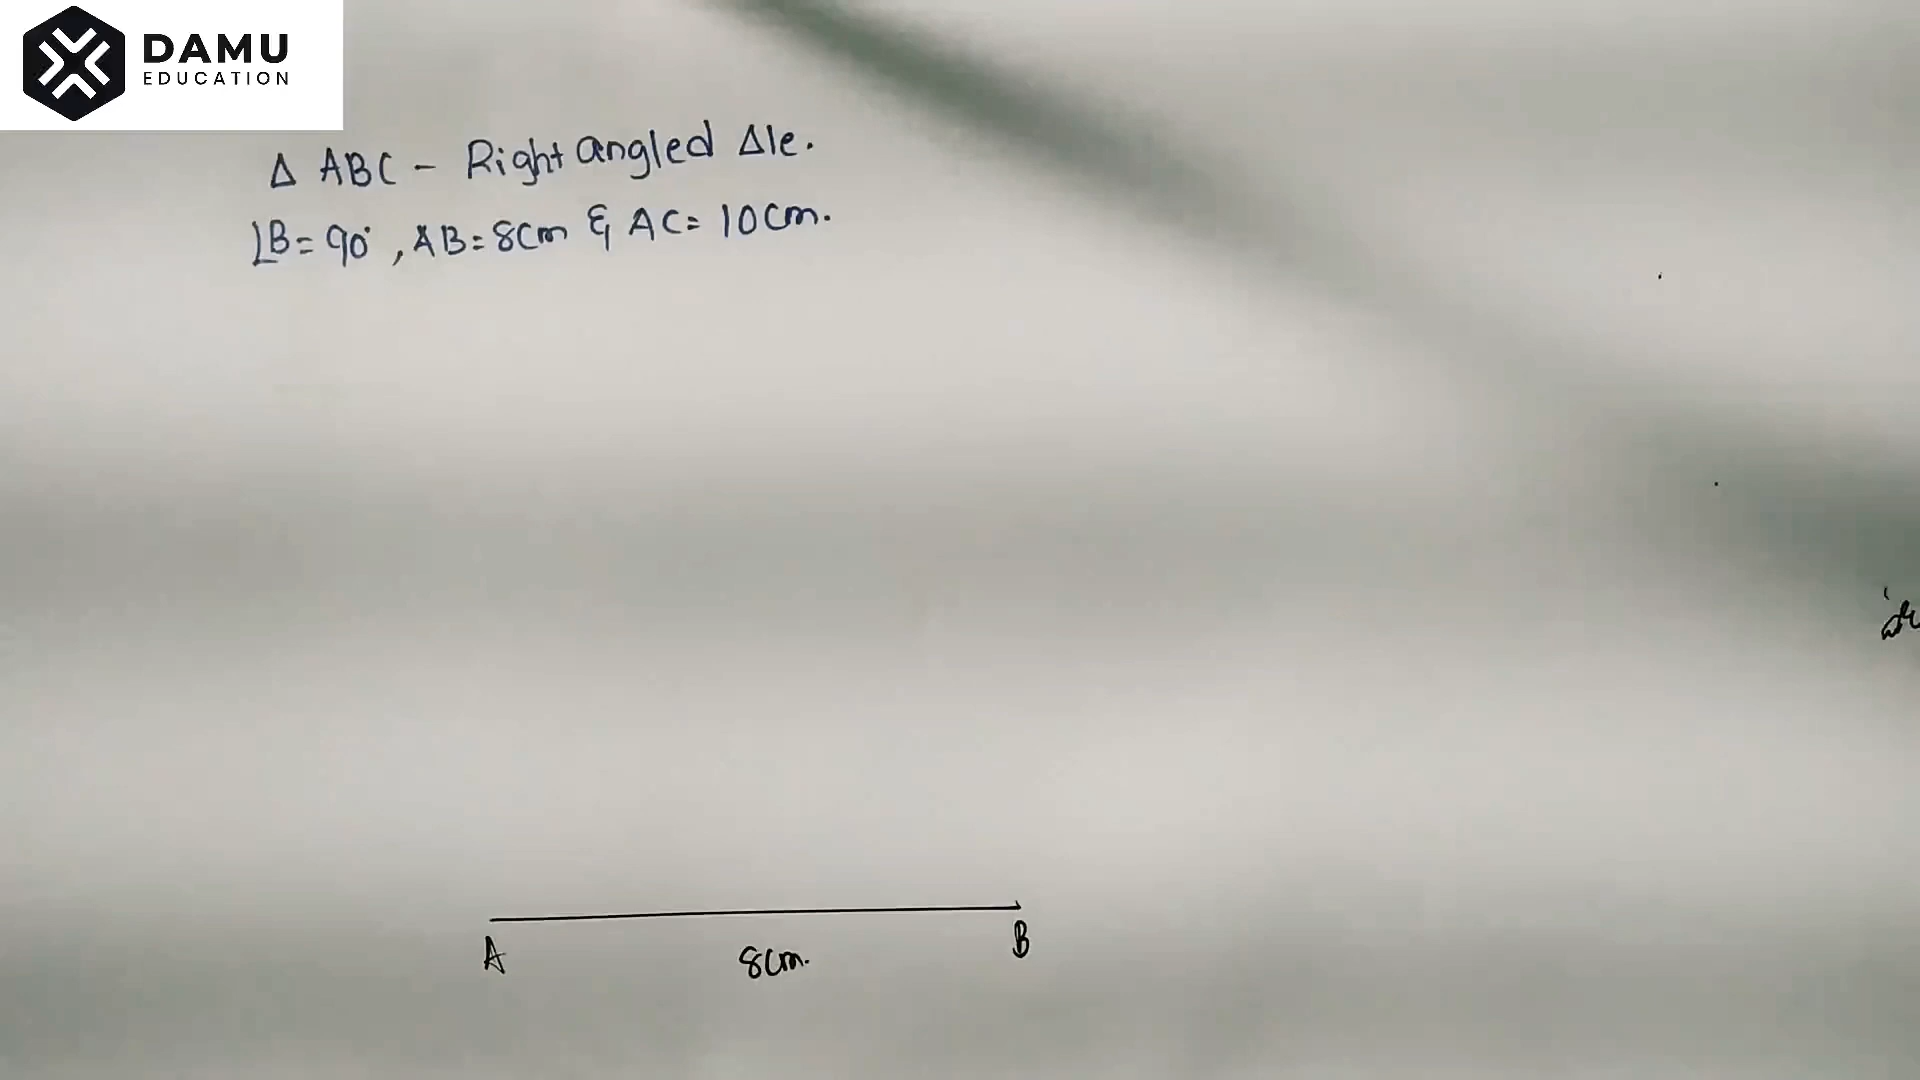 DAMU
EDUCATION
Δ ABC - Right angled Δle.
∠B = 90°, AB = 8cm & AC = 10cm.
A
8cm.
B